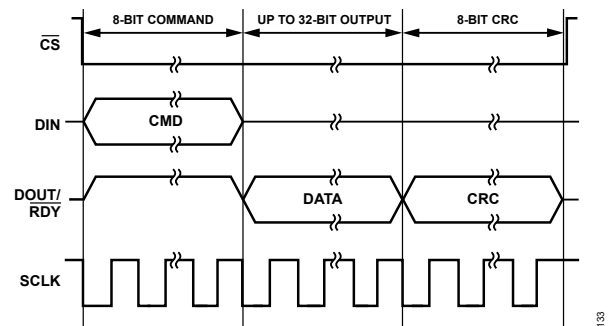 8-BIT COMMAND
UP TO 32-BIT OUTPUT
8-BIT CRC
CS
DIN
CMD
DOUT/
RDY
DATA
CRC
SCLK
133